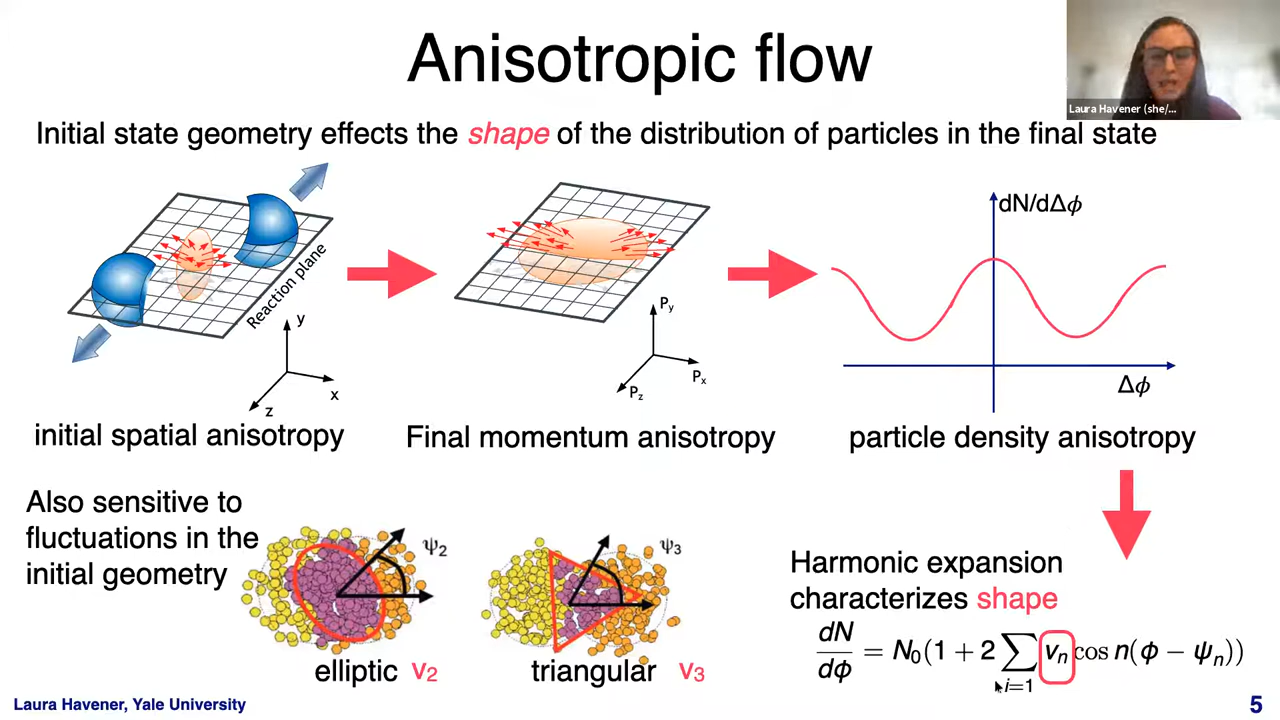 Anisotropic flow
Laura Havener (she/...
Initial state geometry effects the shape of the distribution of particles in the final state
Reaction plane
y
x
z
Py
Px
Pz
dN/dΔϕ
Δϕ
initial spatial anisotropy
Final momentum anisotropy
particle density anisotropy
Also sensitive to
fluctuations in the
initial geometry
ψ2
ψ3
elliptic v2
triangular v3
Harmonic expansion
characterizes shape
dN/dϕ = N0(1 + 2 ∑i=1 vn cos n(ϕ − ψn))
Laura Havener, Yale University
5